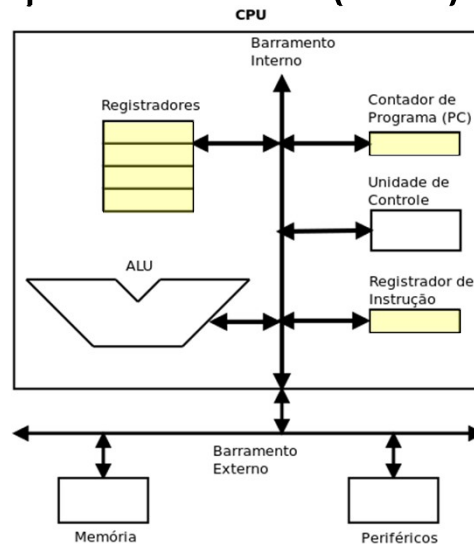 CPU
Barramento
Interno
Registradores
Contador de
Programa (PC)
Unidade de
Controle
ALU
Registrador de
Instrução
Barramento
Externo
Memória
Periféricos